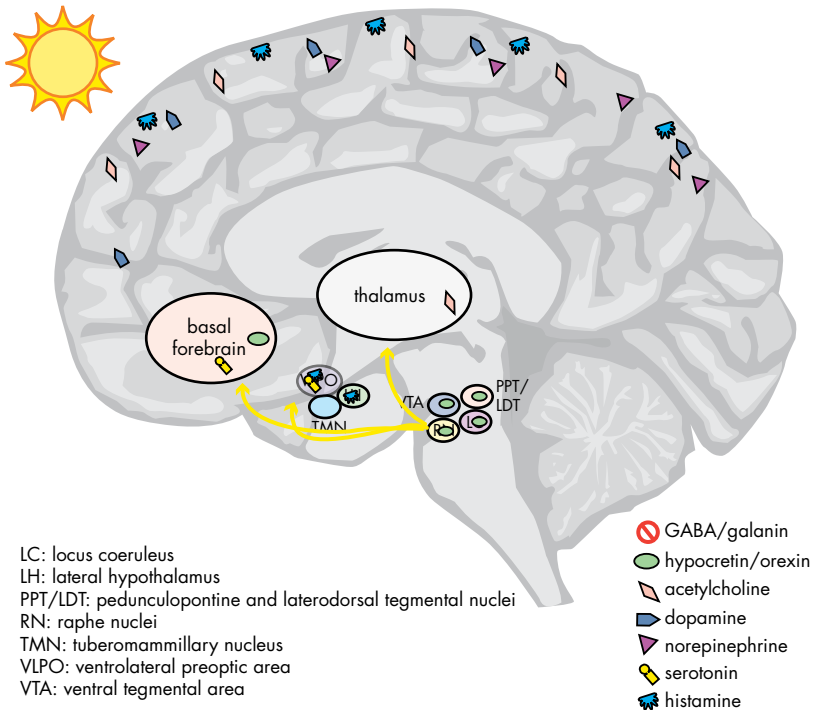 thalamus
basal
forebrain
PPT/
LDT
VTA
TMN
LC: locus coeruleus
LH: lateral hypothalamus
PPT/LDT: pedunculopontine and laterodorsal tegmental nuclei
RN: raphe nuclei
TMN: tuberomammillary nucleus
VLPO: ventrolateral preoptic area
VTA: ventral tegmental area
GABA/galanin
hypocretin/orexin
acetylcholine
dopamine
norepinephrine
serotonin
histamine